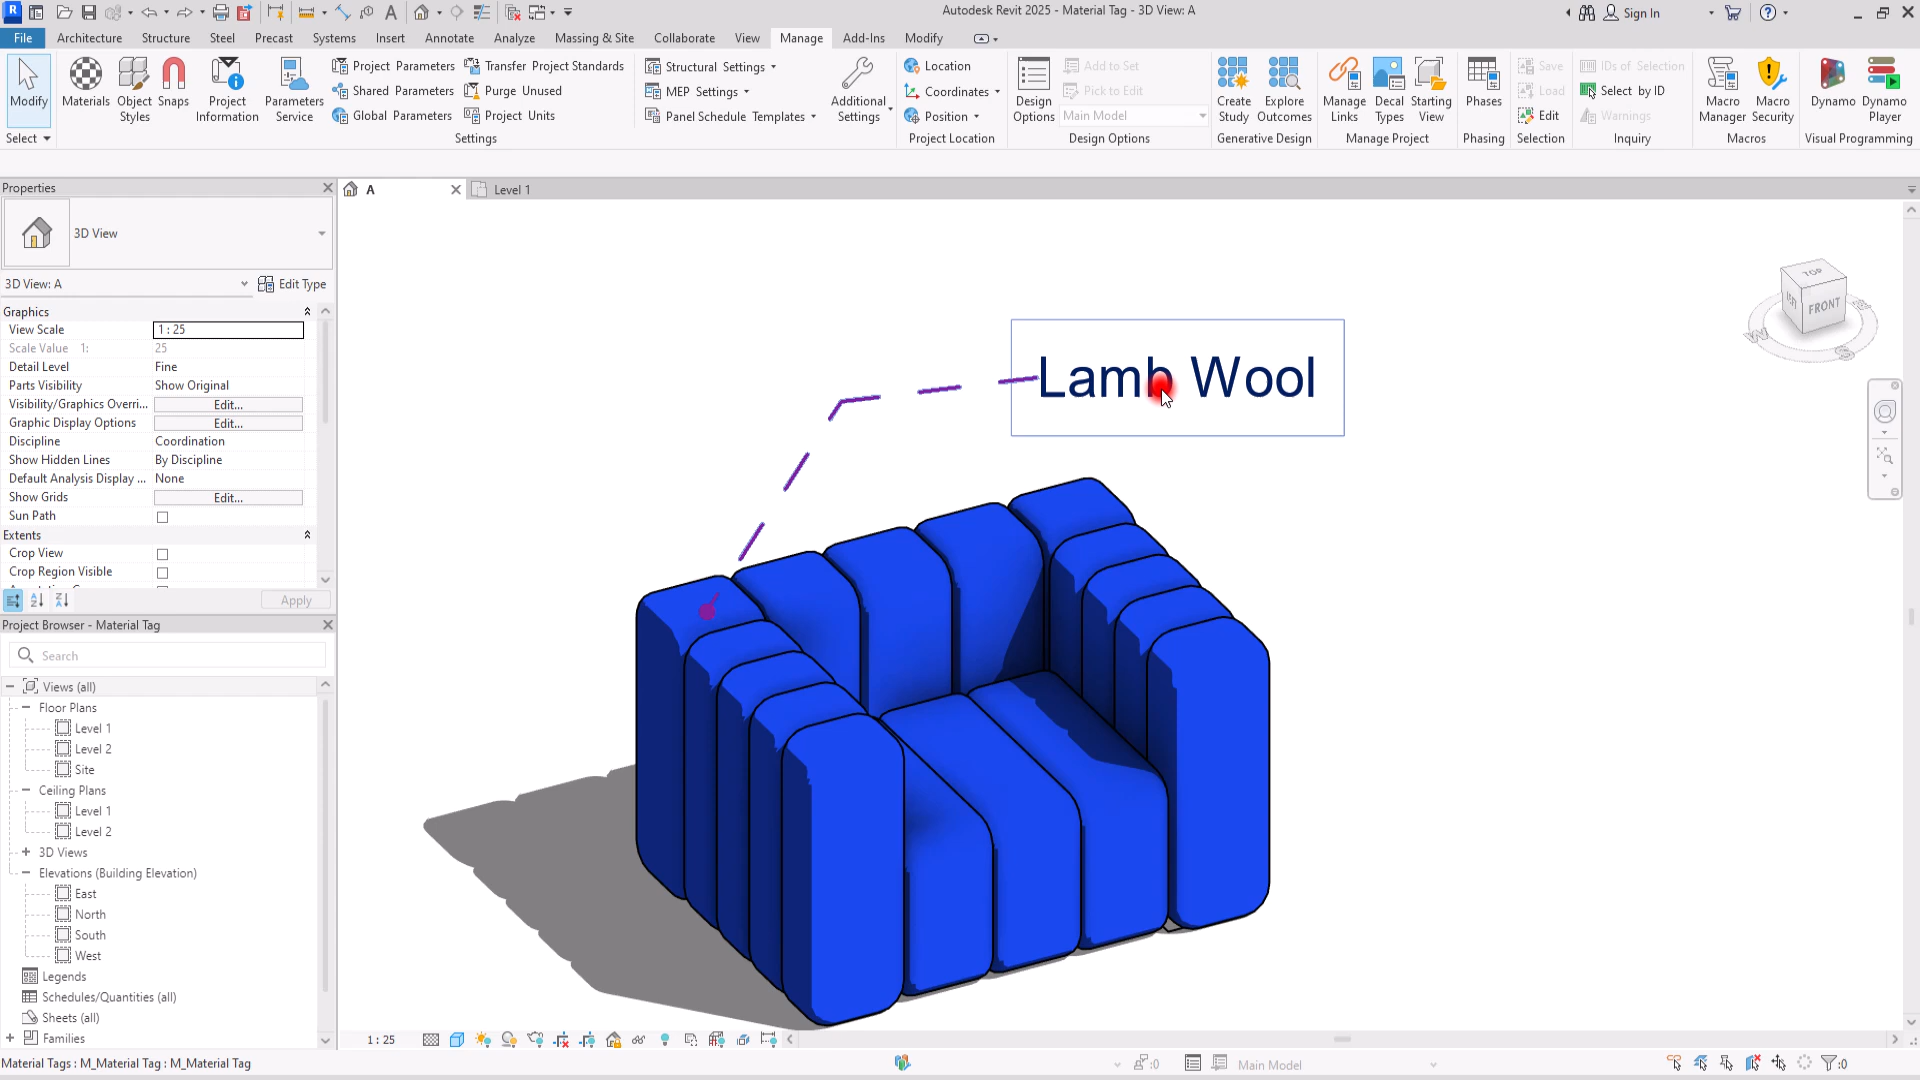 Autodesk Revit 2025 - Material Tag - 3D View: A
Sign In
File Architecture Structure Steel Precast Systems Insert Annotate Analyze Massing & Site Collaborate View Manage Add-Ins Modify
Modify
Select
Materials
Object Styles
Snaps
Project Information
Parameters Service
Project Parameters
Shared Parameters
Global Parameters
Transfer Project Standards
Purge Unused
Project Units
Structural Settings
MEP Settings
Panel Schedule Templates
Additional Settings
Settings
Location
Coordinates
Position
Project Location
Design Options
Add to Set
Pick to Edit
Main Model
Design Options
Create Study
Explore Outcomes
Generative Design
Manage Links
Decal Types
Starting View
Manage Project
Phases
Phasing
Save
Load
Edit
Selection
IDs of Selection
Select by ID
Warnings
Inquiry
Macro Manager
Macro Security
Macros
Dynamo
Dynamo Player
Visual Programming
Properties
3D View
3D View: A
Edit Type
Graphics
View Scale 1 : 25
Scale Value 1: 25
Detail Level Fine
Parts Visibility Show Original
Visibility/Graphics Overri... Edit...
Graphic Display Options Edit...
Discipline Coordination
Show Hidden Lines By Discipline
Default Analysis Display ... None
Show Grids Edit...
Sun Path
Extents
Crop View
Crop Region Visible
Apply
Project Browser - Material Tag
Search
Views (all)
Floor Plans
Level 1
Level 2
Site
Ceiling Plans
Level 1
Level 2
3D Views
Elevations (Building Elevation)
East
North
South
West
Legends
Schedules/Quantities (all)
Sheets (all)
Families
A
Level 1
Lamb Wool
TOP
LEFT
FRONT
W
S
1 : 25
Material Tags : M_Material Tag : M_Material Tag
:0
Main Model
:0